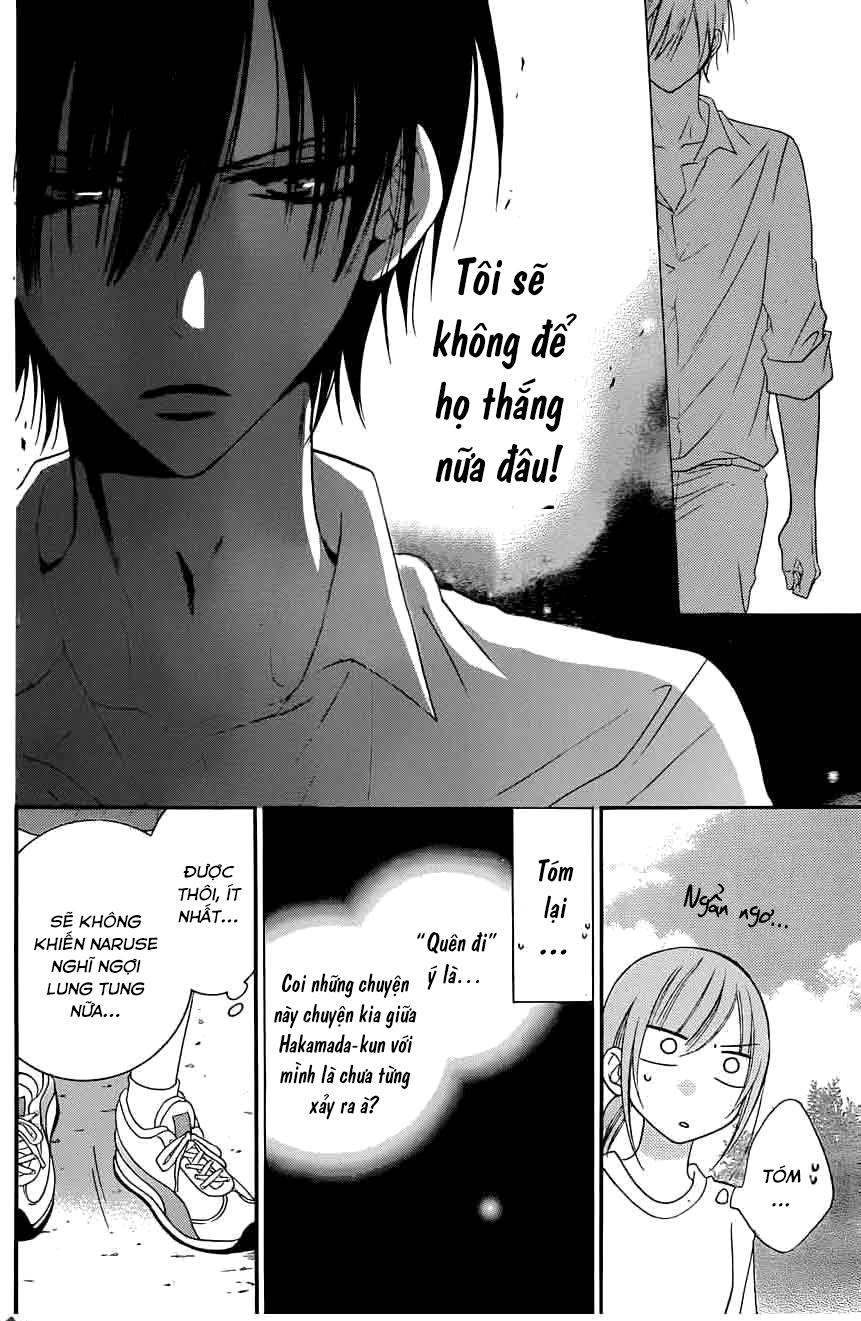 Tôi sẽ
không để
họ thắng
nữa đâu!
Ngẩn ngơ...
TÓM
...
Tóm
lại
...
"Quên đi"
ý là...
Coi những chuyện
này chuyện kia giữa
Hakamada-kun với
mình là chưa từng
xảy ra à?
ĐƯỢC
THÔI, ÍT
NHẤT...
SẼ KHÔNG
KHIẾN NARUSE
NGHĨ NGỢI
LUNG TUNG
NỮA...